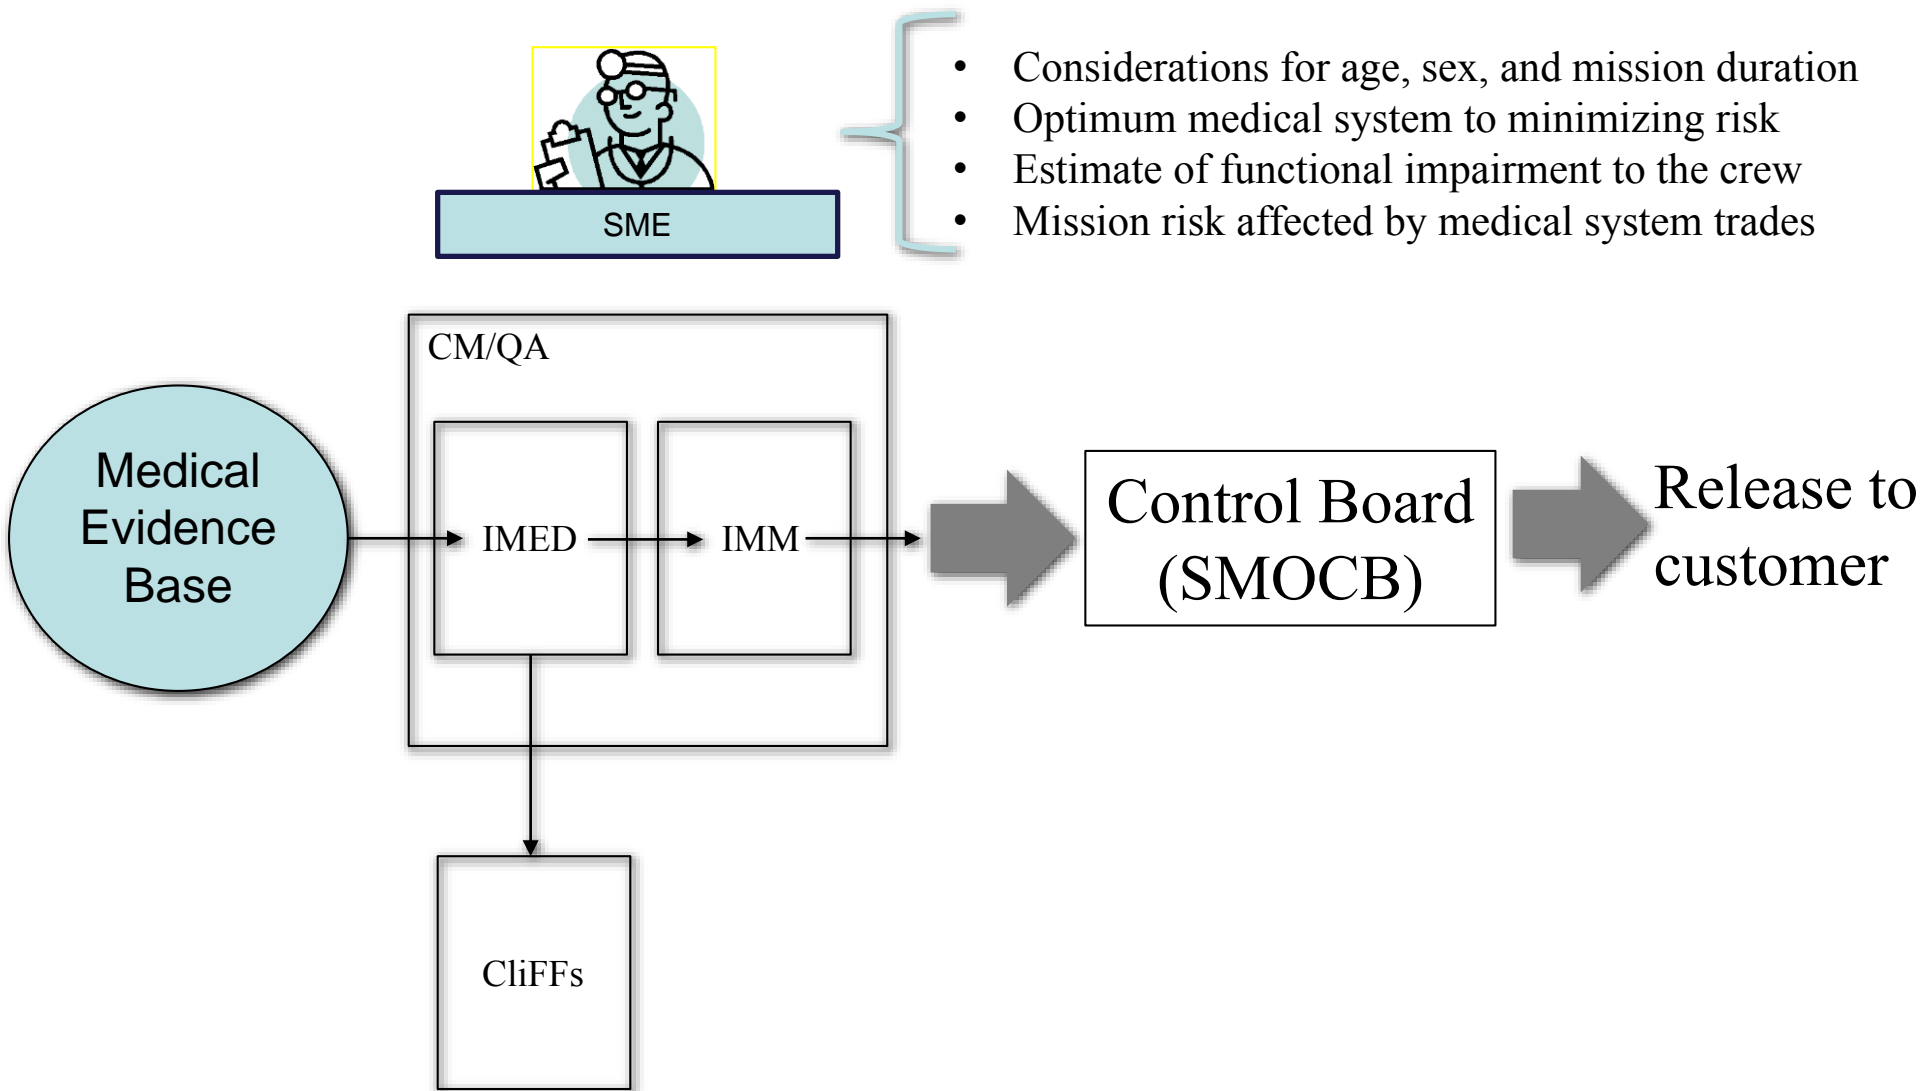 • Considerations for age, sex, and mission duration
• Optimum medical system to minimizing risk
• Estimate of functional impairment to the crew
• Mission risk affected by medical system trades
SME
CM/QA
Medical
Evidence
Base
IMED
IMM
Control Board
(SMOCB)
Release to
customer
CliFFs